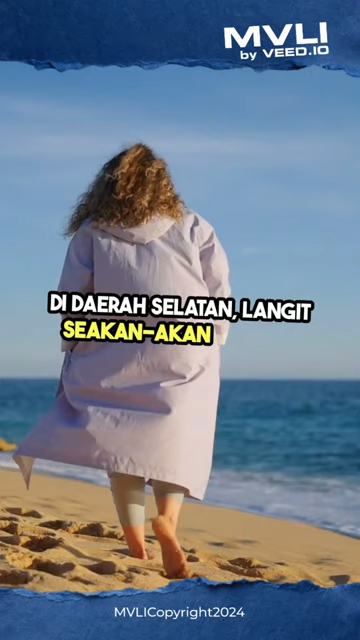 MVLI
by VEED.IO
DI DAERAH SELATAN, LANGIT
SEAKAN-AKAN
MVLICopyright2024